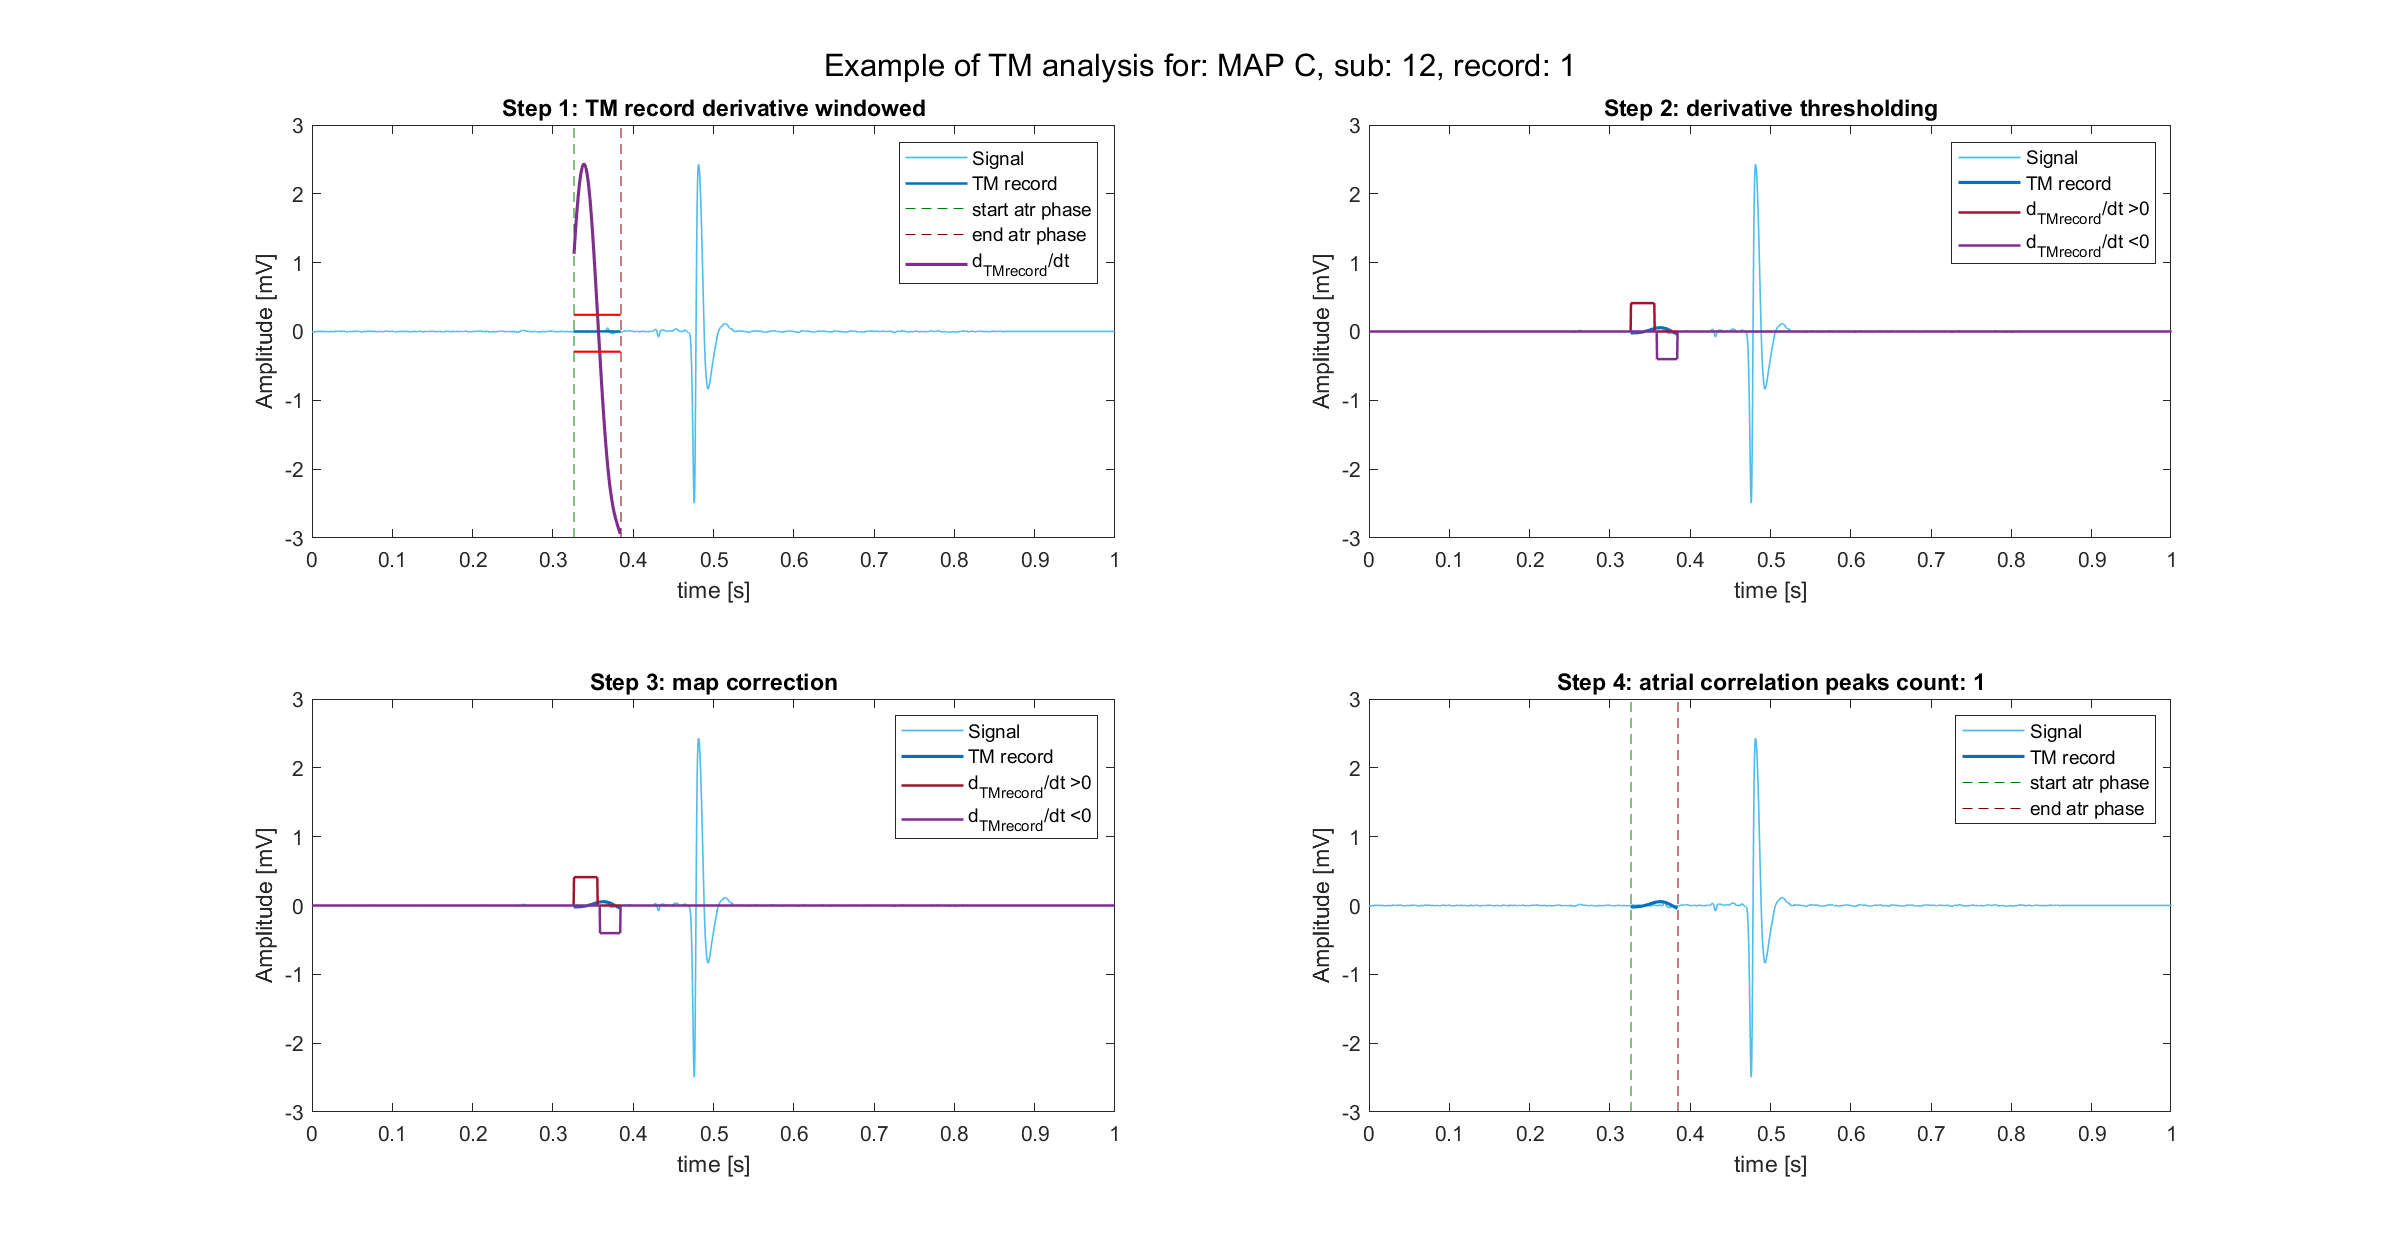 Example of TM analysis for: MAP C, sub: 12, record: 1
Step 1: TM record derivative windowed
3
2
1
0
-1
-2
-3
Amplitude [mV]
0 0.1 0.2 0.3 0.4 0.5 0.6 0.7 0.8 0.9 1
time [s]
Signal
TM record
start atr phase
end atr phase
dTMrecord/dt
Step 2: derivative thresholding
3
2
1
0
-1
-2
-3
Amplitude [mV]
0 0.1 0.2 0.3 0.4 0.5 0.6 0.7 0.8 0.9 1
time [s]
Signal
TM record
dTMrecord/dt >0
dTMrecord/dt <0
Step 3: map correction
3
2
1
0
-1
-2
-3
Amplitude [mV]
0 0.1 0.2 0.3 0.4 0.5 0.6 0.7 0.8 0.9 1
time [s]
Signal
TM record
dTMrecord/dt >0
dTMrecord/dt <0
Step 4: atrial correlation peaks count: 1
3
2
1
0
-1
-2
-3
Amplitude [mV]
0 0.1 0.2 0.3 0.4 0.5 0.6 0.7 0.8 0.9 1
time [s]
Signal
TM record
start atr phase
end atr phase